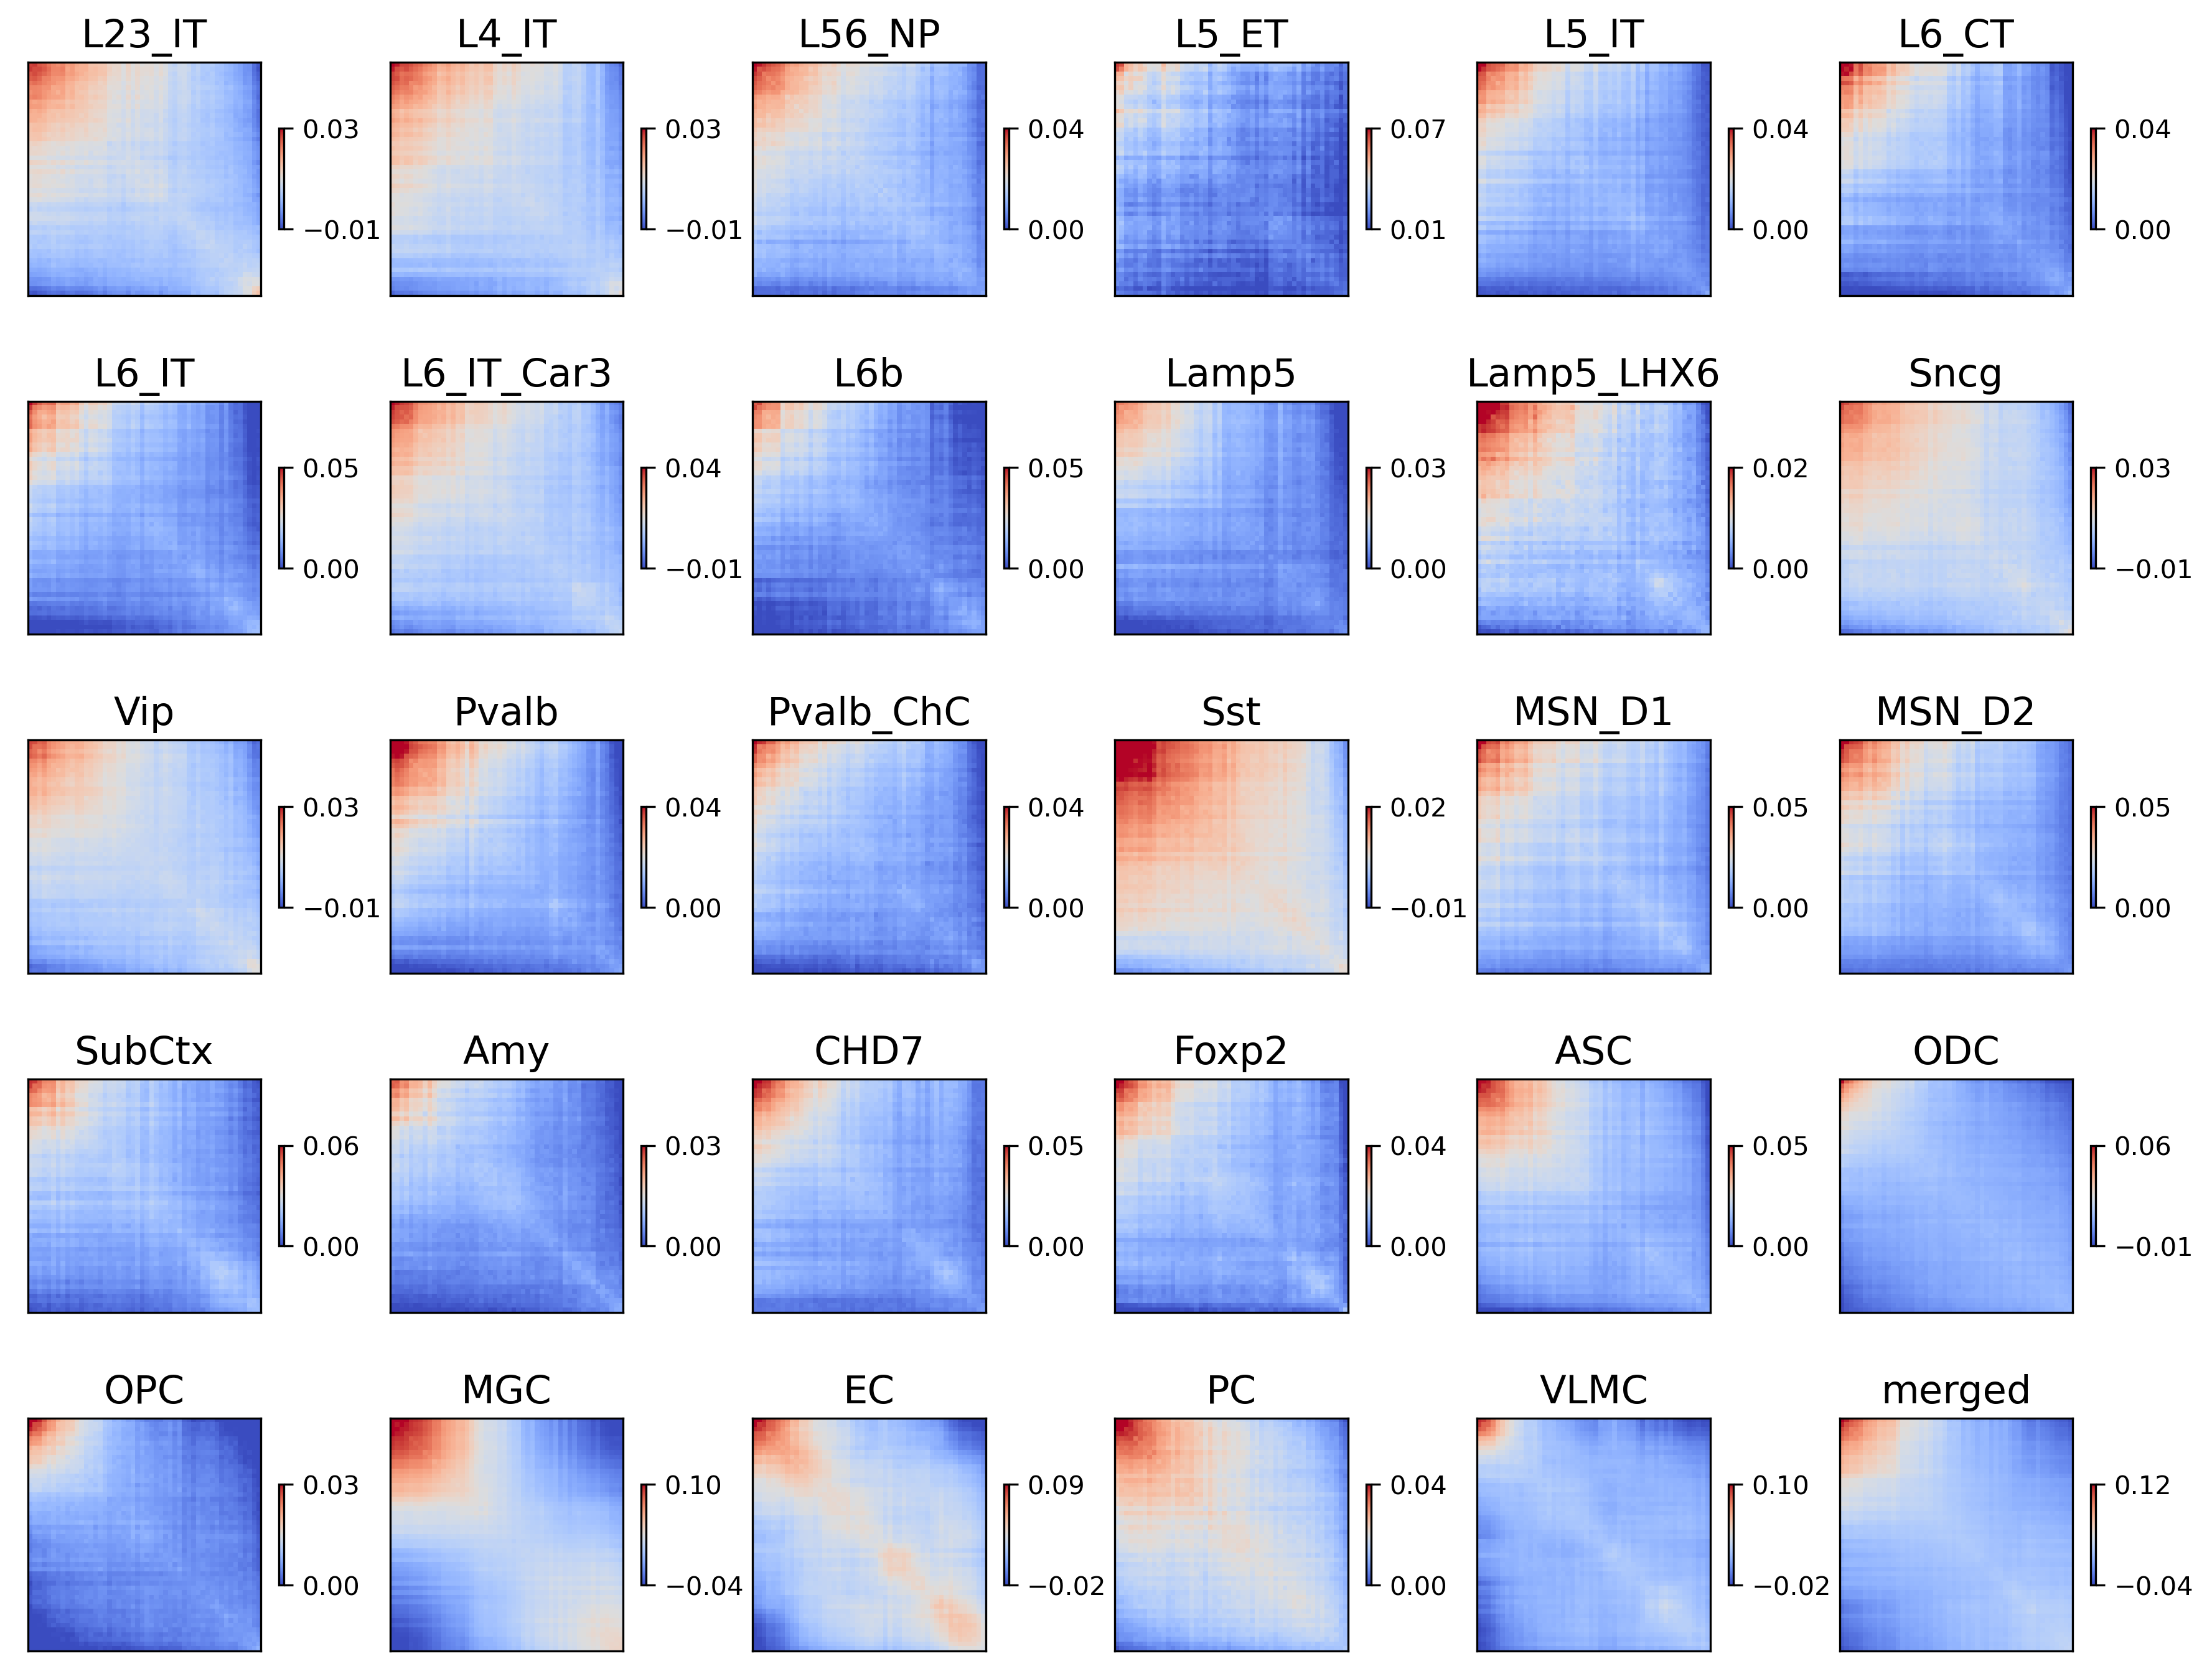 L23_IT L4_IT L56_NP L5_ET L5_IT L6_CT
0.03 0.03 0.04 0.07 0.04 0.04
−0.01 −0.01 0.00 0.01 0.00 0.00
L6_IT L6_IT_Car3 L6b Lamp5 Lamp5_LHX6 Sncg
0.05 0.04 0.05 0.03 0.02 0.03
0.00 −0.01 0.00 0.00 0.00 −0.01
Vip Pvalb Pvalb_ChC Sst MSN_D1 MSN_D2
0.03 0.04 0.04 0.02 0.05 0.05
−0.01 0.00 0.00 −0.01 0.00 0.00
SubCtx Amy CHD7 Foxp2 ASC ODC
0.06 0.03 0.05 0.04 0.05 0.06
0.00 0.00 0.00 0.00 0.00 −0.01
OPC MGC EC PC VLMC merged
0.03 0.10 0.09 0.04 0.10 0.12
0.00 −0.04 −0.02 0.00 −0.02 −0.04